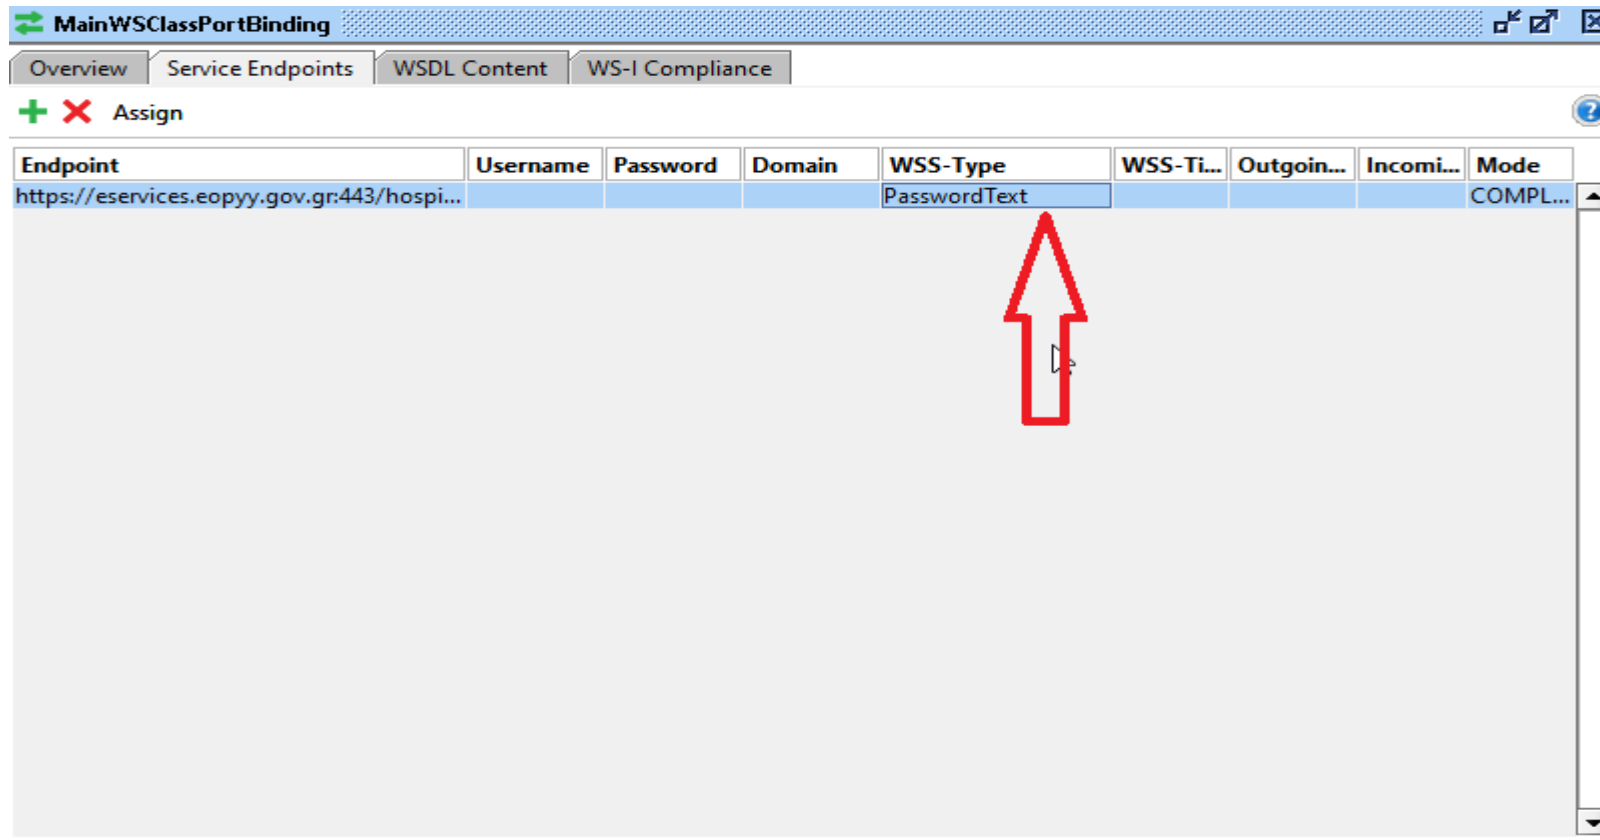 MainWSClassPortBinding
Overview Service Endpoints WSDL Content WS-I Compliance
Assign
Endpoint Username Password Domain WSS-Type WSS-Ti... Outgoin... Incomi... Mode
https://eservices.eopyy.gov.gr:443/hospi... PasswordText COMPL...